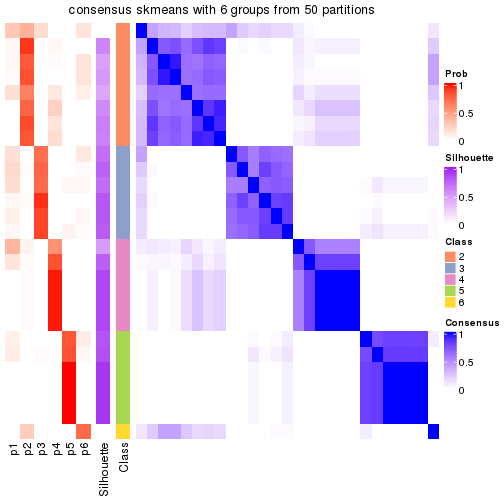 consensus skmeans with 6 groups from 50 partitions
Prob
1
0.5
0
Silhouette
1
0.5
0
Class
2
3
4
5
6
Consensus
1
0.5
0
p1
p2
p3
p4
p5
p6
Silhouette
Class